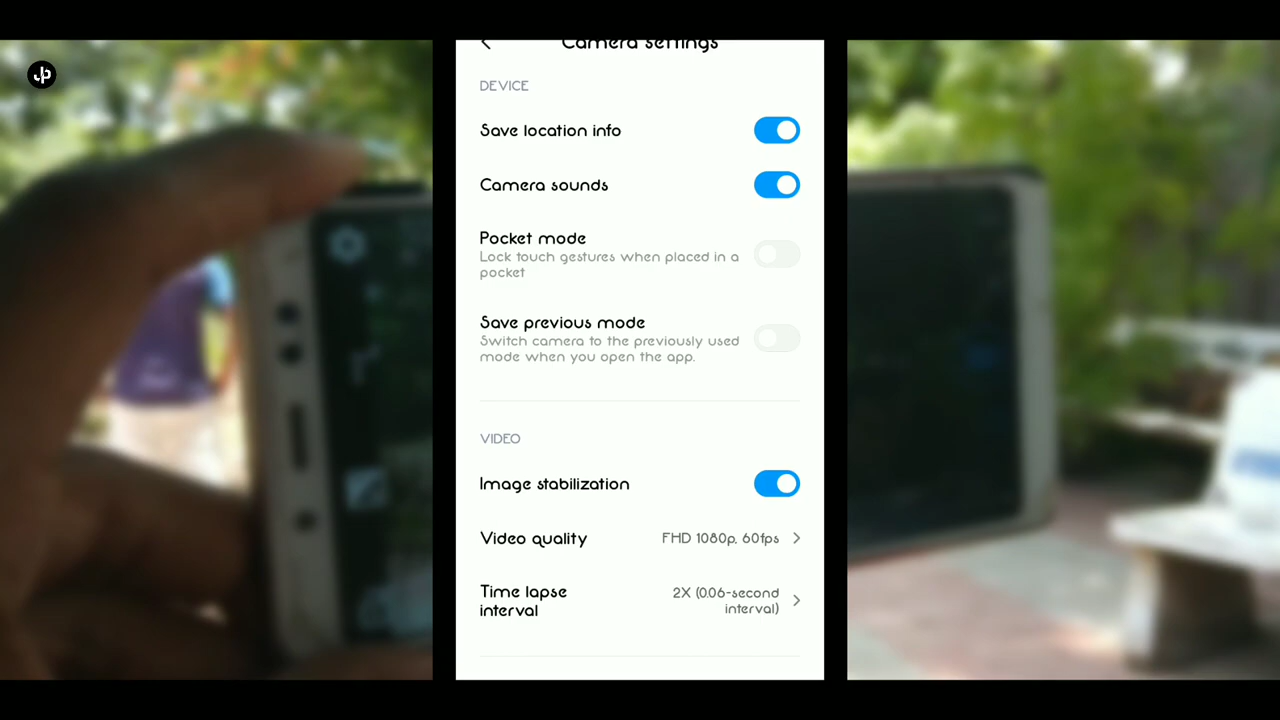 Camera settings
DEVICE
Save location info
Camera sounds
Pocket mode
Lock touch gestures when placed in a
pocket
Save previous mode
Switch camera to the previously used
mode when you open the app.
VIDEO
Image stabilization
Video quality
FHD 1080p, 60fps
Time lapse
interval
2X (0.06-second
interval)